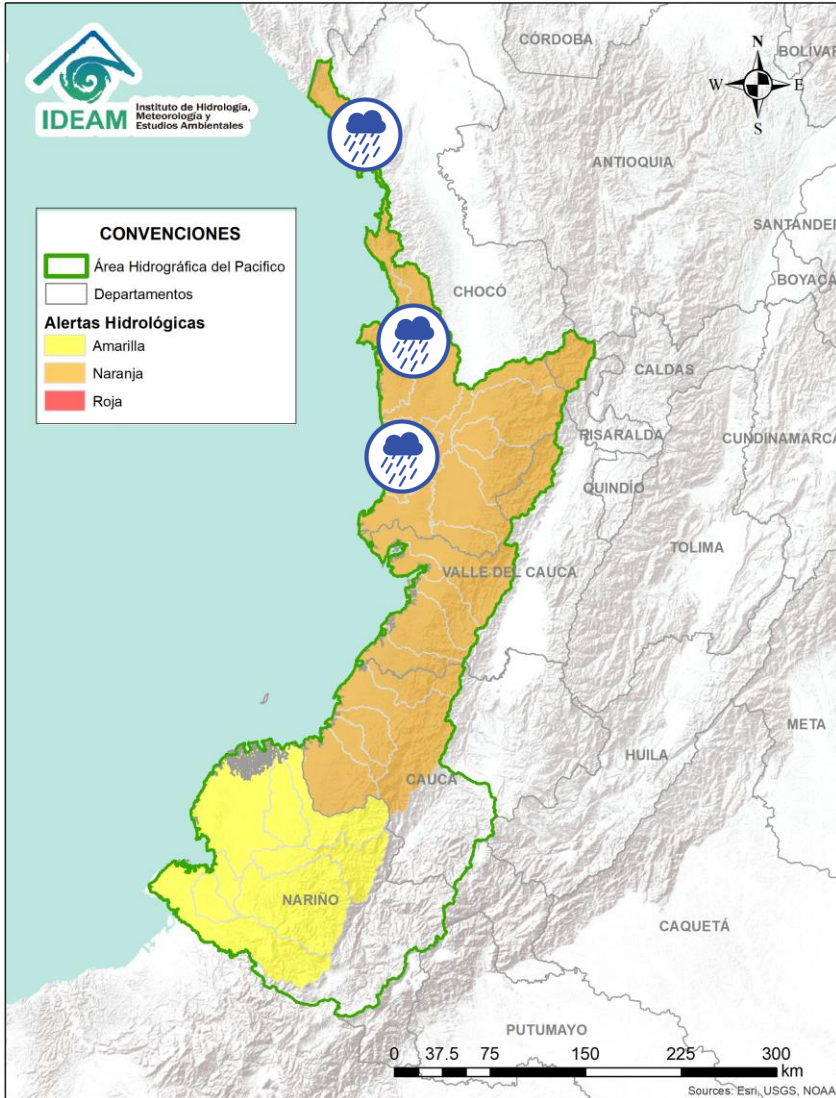 IDEAM
Instituto de Hidrología,
Meteorología y
Estudios Ambientales
CÓRDOBA
BOLÍVAR
N
W E
S
ANTIOQUIA
SANTANDER
BOYACÁ
CONVENCIONES
Área Hidrográfica del Pacifico
Departamentos
Alertas Hidrológicas
Amarilla
Naranja
Roja
CHOCÓ
CALDAS
RISARALDA
CUNDINAMARCA
QUINDÍO
TOLIMA
VALLE DEL CAUCA
META
HUILA
CAUCA
NARIÑO
CAQUETÁ
PUTUMAYO
0 37.5 75 150 225 300
km
Sources: Esri, USGS, NOAA